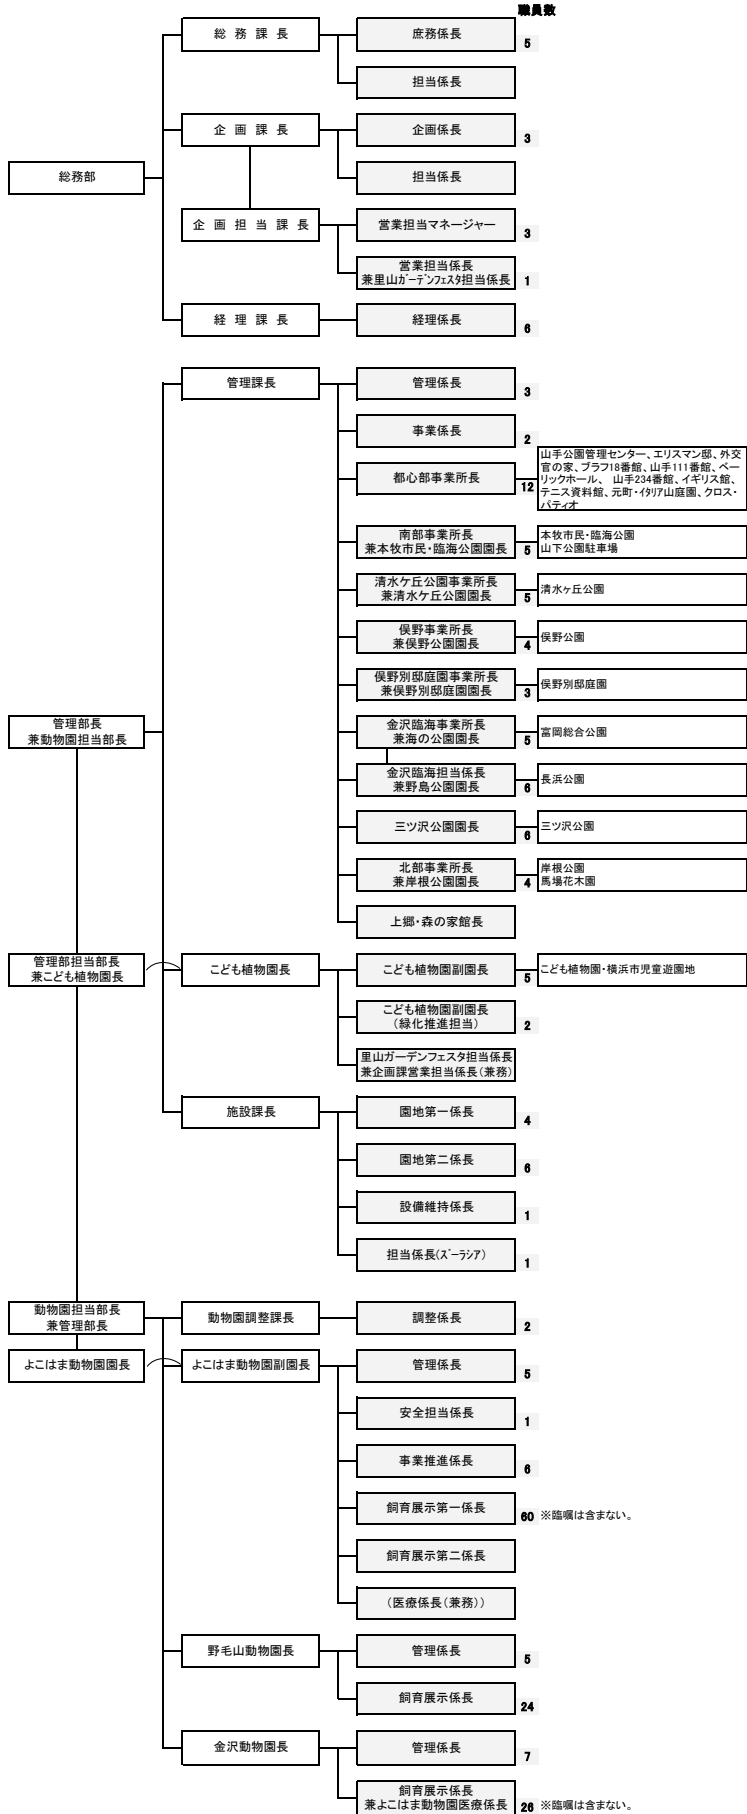 職員数
総 務 課 長
庶務係長
5
担当係長
企 画 課 長
企画係長
3
総務部
担当係長
企 画 担 当 課 長
営業担当マネージャー
3
営業担当係長
兼里山ガーデンフェスタ担当係長
1
経 理 課 長
経理係長
6
管理課長
管理係長
3
事業係長
2
都心部事業所長
12
山手公園管理センター、エリスマン邸、外交
官の家、ブラフ18番館、山手111番館、ベー
リックホール、 山手234番館、イギリス館、
テニス資料館、元町・イタリア山庭園、クロス・
パティオ
南部事業所長
兼本牧市民・臨海公園園長
5
本牧市民・臨海公園
山下公園駐車場
清水ケ丘公園事業所長
兼清水ケ丘公園園長
5
清水ヶ丘公園
俣野事業所長
兼俣野公園園長
4
俣野公園
俣野別邸庭園事業所長
兼俣野別邸庭園園長
3
俣野別邸庭園
管理部長
兼動物園担当部長
金沢臨海事業所長
兼海の公園園長
5
富岡総合公園
金沢臨海担当係長
兼野島公園園長
6
長浜公園
三ツ沢公園園長
6
三ツ沢公園
北部事業所長
兼岸根公園園長
4
岸根公園
馬場花木園
上郷・森の家館長
管理部担当部長
兼こども植物園長
こども植物園長
こども植物園副園長
5
こども植物園・横浜市児童遊園地
こども植物園副園長
(緑化推進担当)
2
里山ガーデンフェスタ担当係長
兼企画課営業担当係長(兼務)
施設課長
園地第一係長
4
園地第二係長
6
設備維持係長
1
担当係長(ズーラシア)
1
動物園担当部長
兼管理部長
動物園調整課長
調整係長
2
よこはま動物園園長
よこはま動物園副園長
管理係長
5
安全担当係長
1
事業推進係長
6
飼育展示第一係長
60 ※臨嘱は含まない。
飼育展示第二係長
(医療係長(兼務))
野毛山動物園長
管理係長
5
飼育展示係長
24
金沢動物園長
管理係長
7
飼育展示係長
兼よこはま動物園医療係長
26 ※臨嘱は含まない。